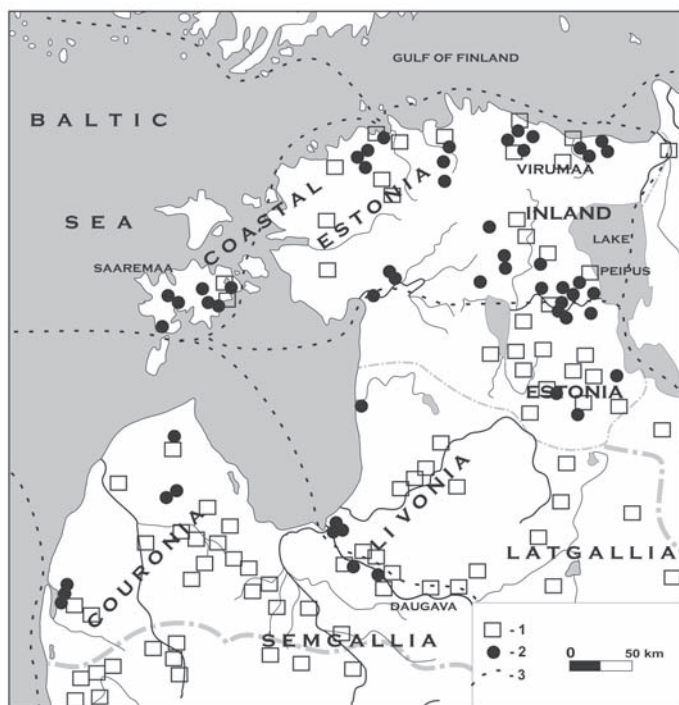 GULF OF FINLAND
BALTIC
VIRUMAA
COASTAL
ESTONIA
INLAND
SEA
LAKE
SAAREMAA
PEIPUS
ESTONIA
LIVONIA
COURONIA
LATGALLIA
DAUGAVA
SEMGALLIA
- 1
- 2
- 3
0 50 km